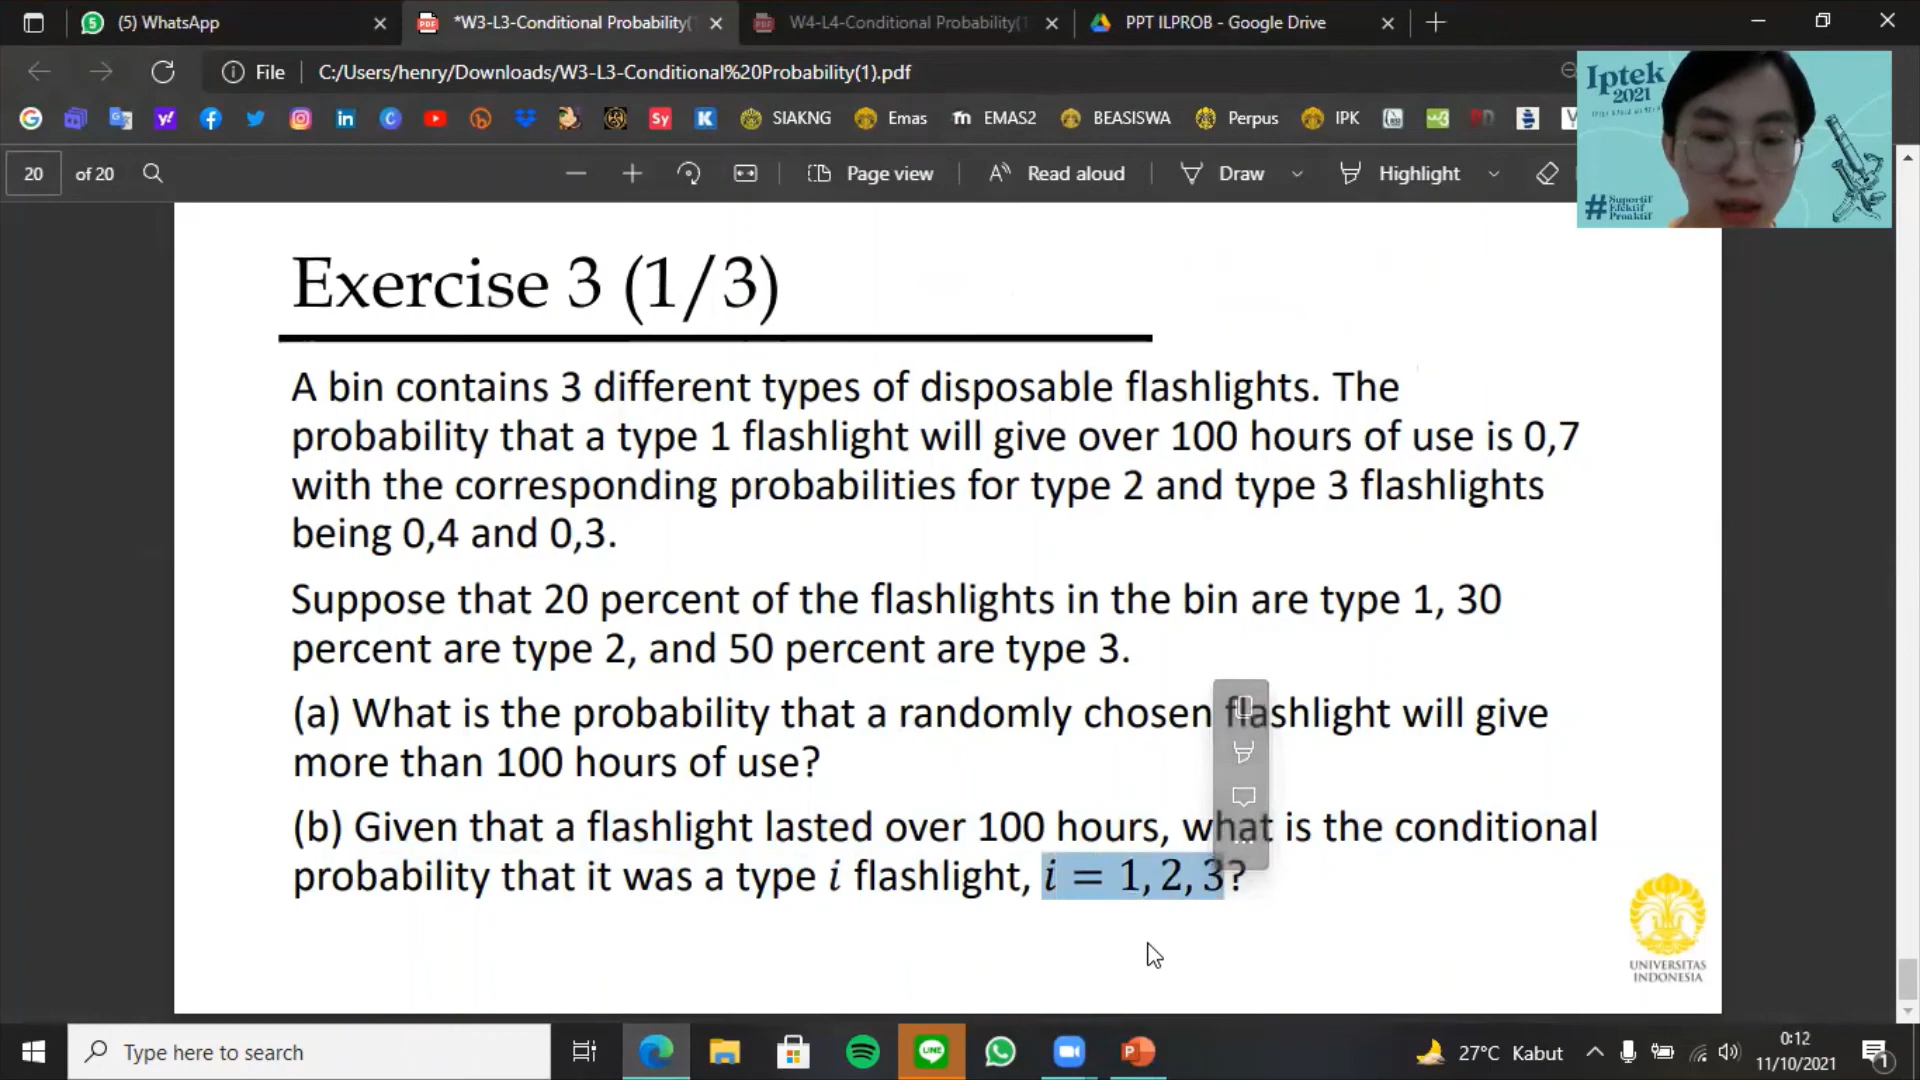 (5) WhatsApp
*W3-L3-Conditional Probability(
W4-L4-Conditional Probability(1
PPT ILPROB - Google Drive
File
C:/Users/henry/Downloads/W3-L3-Conditional%20Probability(1).pdf
SIAKNG
Emas
EMAS2
BEASISWA
Perpus
IPK
20 of 20
Page view
Read aloud
Draw
Highlight
Iptek
2021
#Suportif
Efektif
Proaktif
Exercise 3 (1/3)
A bin contains 3 different types of disposable flashlights. The
probability that a type 1 flashlight will give over 100 hours of use is 0,7
with the corresponding probabilities for type 2 and type 3 flashlights
being 0,4 and 0,3.
Suppose that 20 percent of the flashlights in the bin are type 1, 30
percent are type 2, and 50 percent are type 3.
(a) What is the probability that a randomly chosen flashlight will give
more than 100 hours of use?
(b) Given that a flashlight lasted over 100 hours, what is the conditional
probability that it was a type i flashlight, i = 1, 2, 3?
UNIVERSITAS
INDONESIA
Type here to search
LINE
27°C Kabut
0:12
11/10/2021
1